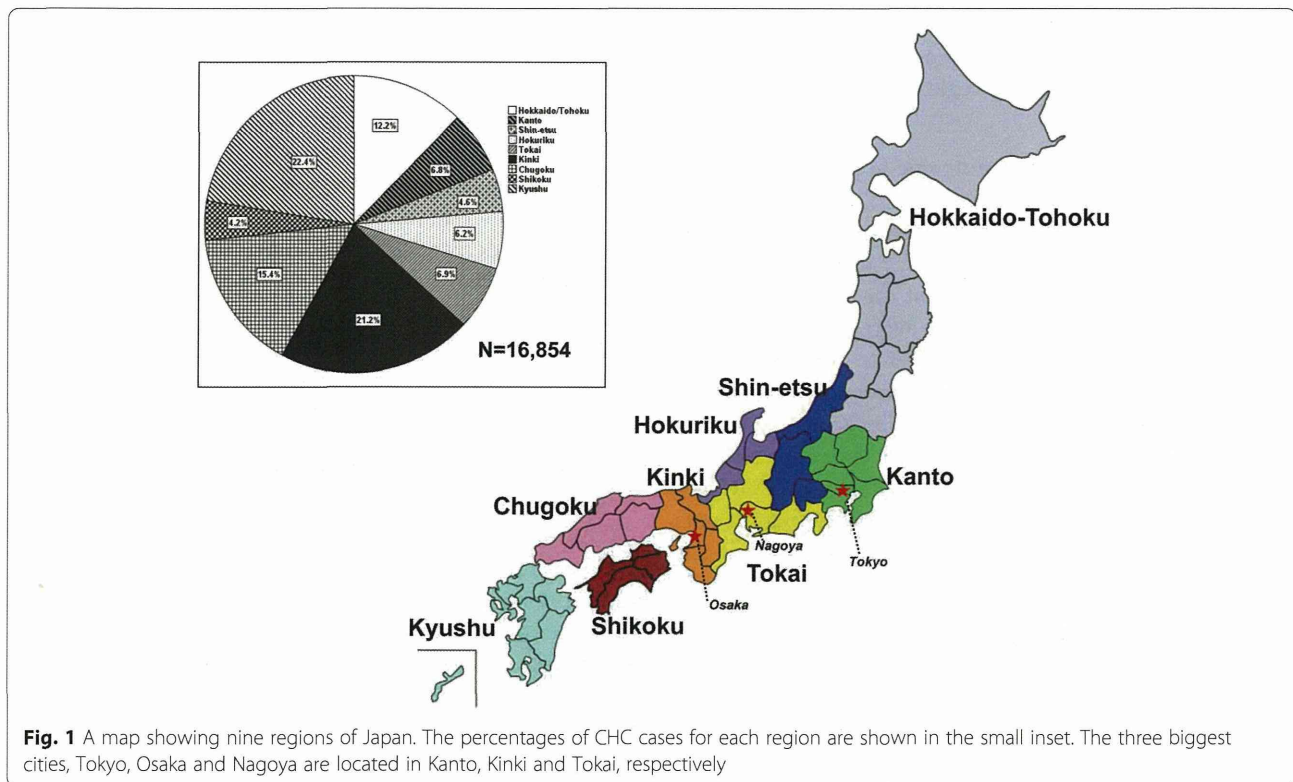 12.2%
6.8%
4.6%
6.2%
6.9%
21.2%
15.4%
4.2%
22.4%
Hokkaido/Tohoku
Kanto
Shin-etsu
Hokuriku
Tokai
Kinki
Chugoku
Shikoku
Kyushu
N=16,854
Hokkaido-Tohoku
Shin-etsu
Hokuriku
Kinki
Kanto
Chugoku
Nagoya
Tokyo
Tokai
Osaka
Kyushu
Shikoku
Fig. 1 A map showing nine regions of Japan. The percentages of CHC cases for each region are shown in the small inset. The three biggest
cities, Tokyo, Osaka and Nagoya are located in Kanto, Kinki and Tokai, respectively